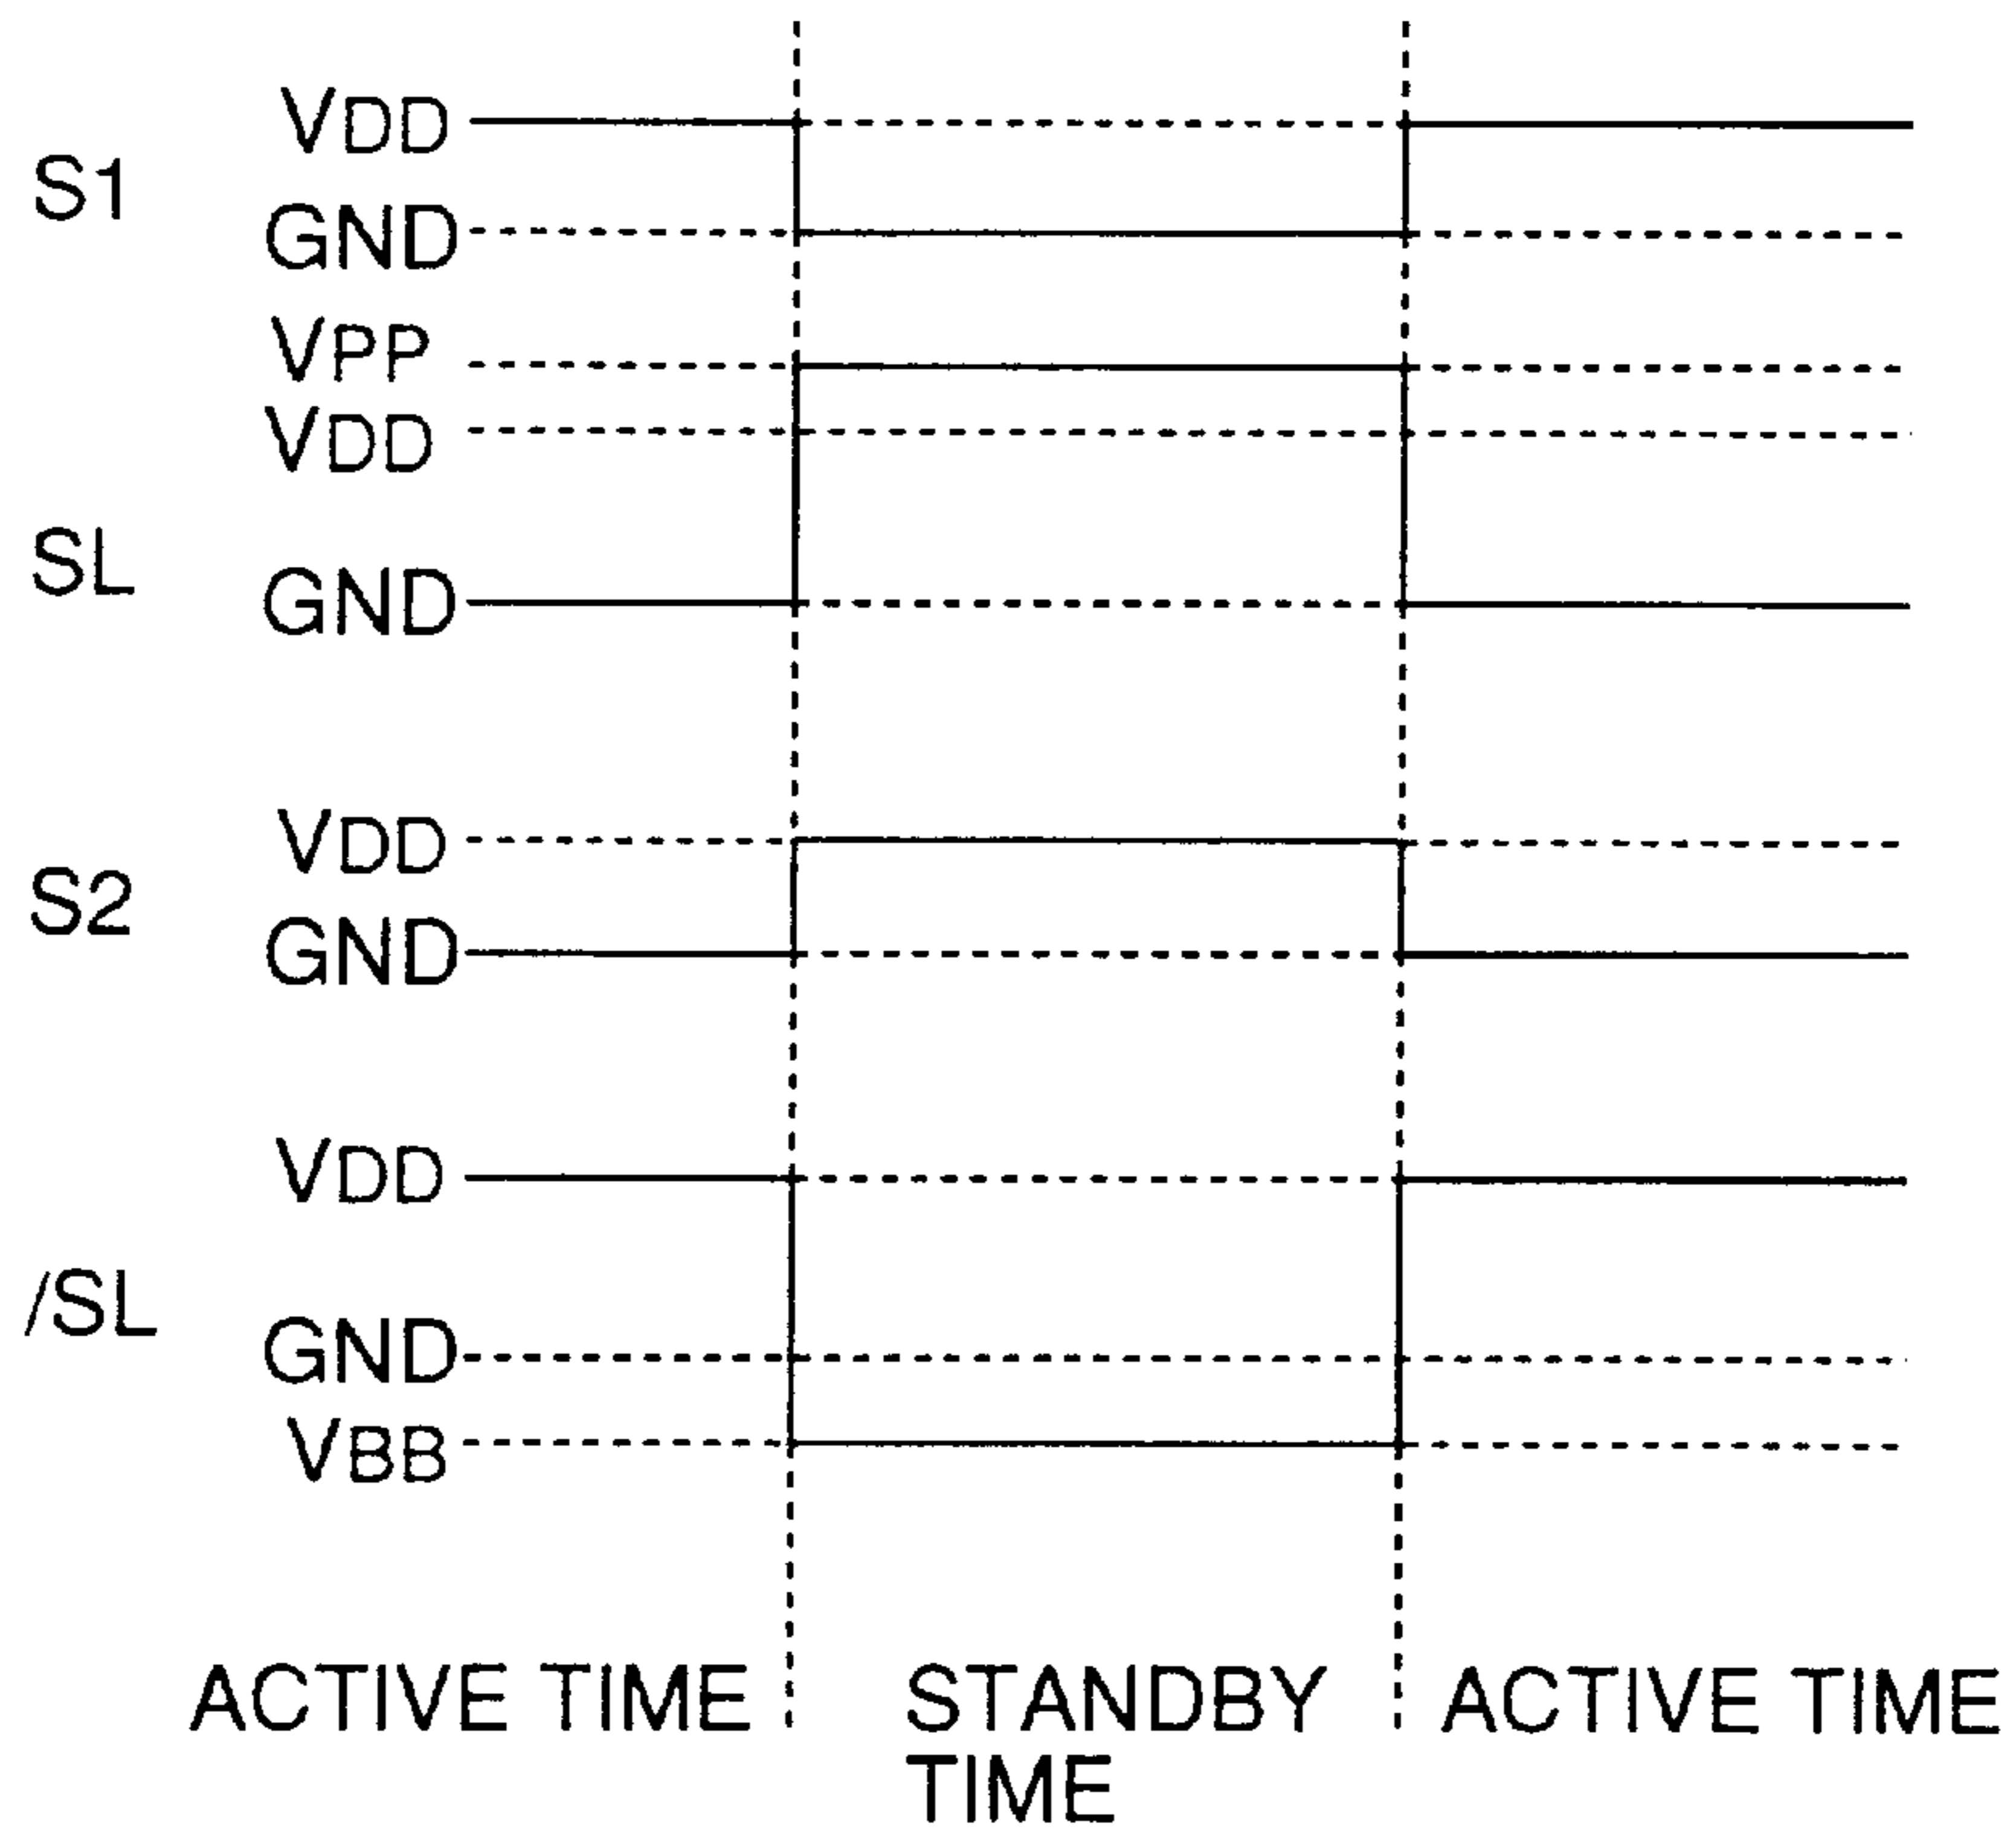 VDD
S1
GND
VPP
VDD
SL
GND
VDD
S2
GND
VDD
/SL
GND
VBB
ACTIVE TIME
STANDBY
TIME
ACTIVE TIME